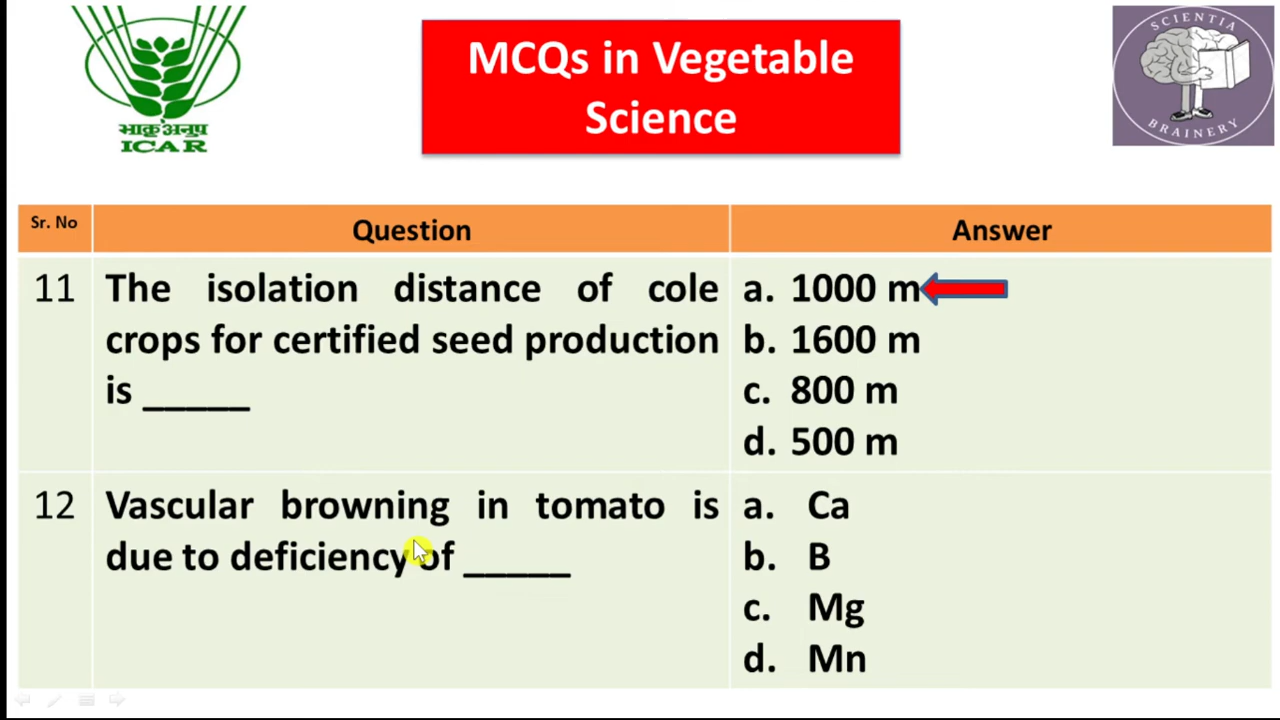 भाकृअनुप
ICAR
MCQs in Vegetable
Science
SCIENTIA
BRAINERY
Sr. No
Question
Answer
11
The isolation distance of cole
crops for certified seed production
is _____
a. 1000 m
b. 1600 m
c. 800 m
d. 500 m
12
Vascular browning in tomato is
due to deficiency of _____
a. Ca
b. B
c. Mg
d. Mn